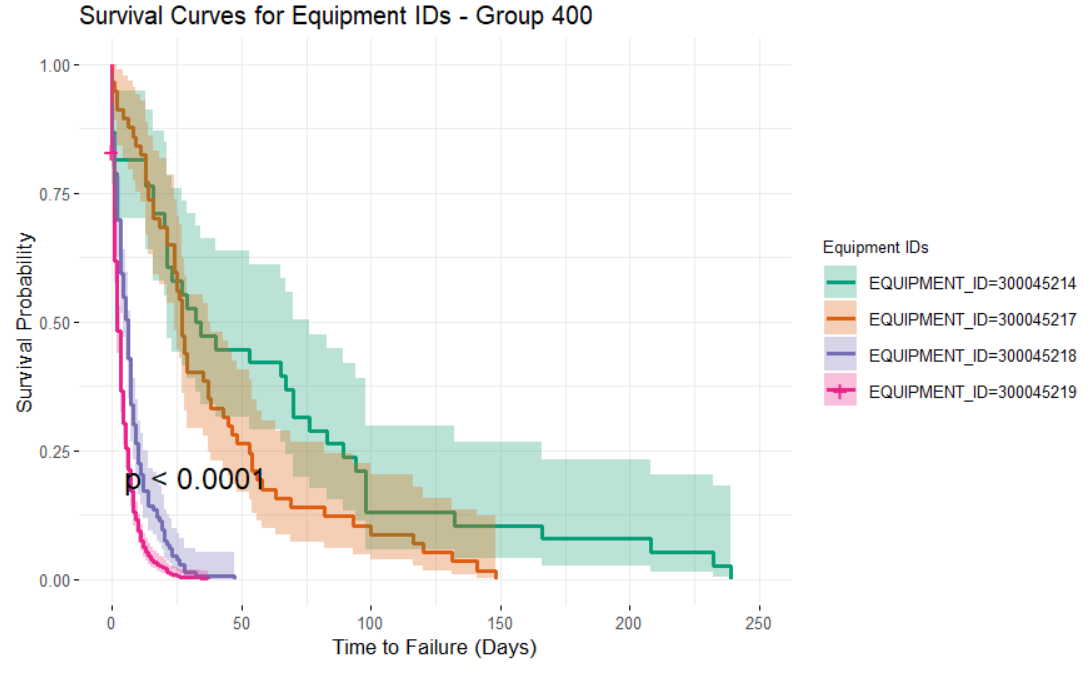 Survival Curves for Equipment IDs - Group 400
1.00
0.75
0.50
0.25
0.00
Survival Probability
p < 0.0001
0 50 100 150 200 250
Time to Failure (Days)
Equipment IDs
EQUIPMENT_ID=300045214
EQUIPMENT_ID=300045217
EQUIPMENT_ID=300045218
EQUIPMENT_ID=300045219